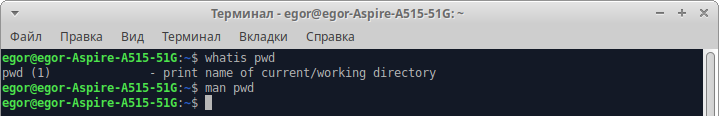 Терминал - egor@egor-Aspire-A515-51G: ~
Файл Правка Вид Терминал Вкладки Справка
egor@egor-Aspire-A515-51G:~$ whatis pwd
pwd (1)              - print name of current/working directory
egor@egor-Aspire-A515-51G:~$ man pwd
egor@egor-Aspire-A515-51G:~$